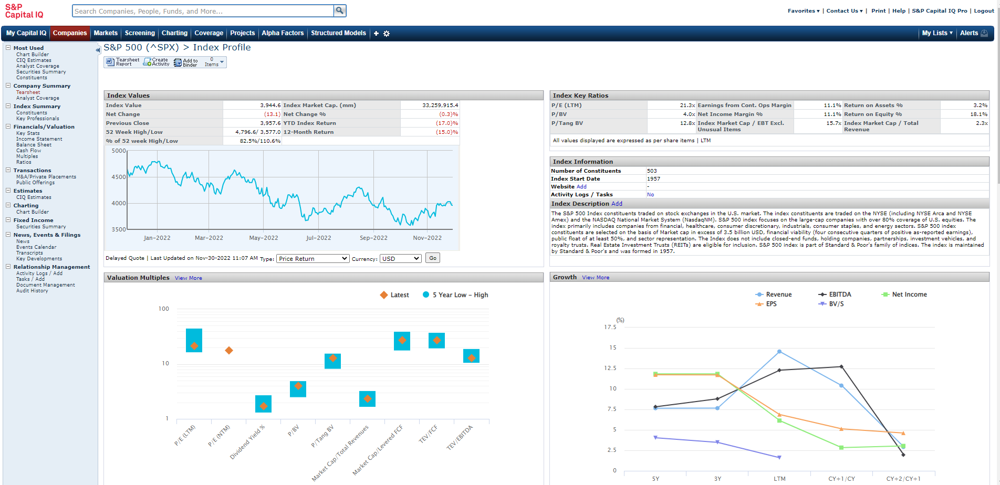 S&P
Capital IQ
Search Companies, People, Funds, and More...
Favorites ▾ | Contact Us ▾ | Print | Help | S&P Capital IQ Pro | Logout
My Capital IQ Companies Markets Screening Charting Coverage Projects Alpha Factors Structured Models
My Lists ▾ Alerts
Most Used
Chart Builder
CIQ Estimates
Analyst Coverage
Securities Summary
Constituents
Company Summary
Tearsheet
Analyst Coverage
Index Summary
Constituents
Key Professionals
Financials/Valuation
Key Stats
Income Statement
Balance Sheet
Cash Flow
Multiples
Ratios
Transactions
M&A/Private Placements
Public Offerings
Estimates
CIQ Estimates
Charting
Chart Builder
Fixed Income
Securities Summary
News, Events & Filings
News
Events Calendar
Transcripts
Key Developments
Relationship Management
Activity Logs / Add
Tasks / Add
Document Management
Audit History
S&P 500 (^SPX) > Index Profile
Tearsheet Report
Create Activity
Add to Binder
0 Items
Index Values
Index Value 3,944.6 Index Market Cap. (mm) 33,259,915.4
Net Change (13.1) Net Change % (0.3)%
Previous Close 3,957.6 YTD Index Return (17.0)%
52 Week High/Low 4,796.6/ 3,577.0 12-Month Return (15.0)%
% of 52 week High/Low 82.5%/110.6%
5000
4500
4000
3500
Jan-2022 Mar-2022 May-2022 Jul-2022 Sep-2022 Nov-2022
Delayed Quote | Last Updated on Nov-30-2022 11:07 AM Type: Price Return Currency: USD Go
Valuation Multiples View More
Latest 5 Year Low - High
100
10
1
P/E (LTM)
P/E (NTM)
Dividend Yield %
P/BV
P/Tang BV
Market Cap/Total Revenues
Market Cap/Levered FCF
TEV/FCF
TEV/EBITDA
Index Key Ratios
P/E (LTM) 21.3x Earnings from Cont. Ops Margin 11.1% Return on Assets % 3.2%
P/BV 4.0x Net Income Margin % 11.1% Return on Equity % 18.1%
P/Tang BV 12.8x Index Market Cap / EBT Excl. 15.7x Index Market Cap / Total 2.3x
Unusual Items Revenue
All values displayed are expressed as per share items | LTM
Index Information
Number of Constituents 503
Index Start Date 1957
Website Add -
Activity Logs / Tasks No
Index Description Add
The S&P 500 Index constituents traded on stock exchanges in the U.S. market. The index constituents are traded on the NYSE (including NYSE Arca and NYSE
Amex) and the NASDAQ National Market System (NasdaqNM). S&P 500 index focuses on the large-cap companies with over 80% coverage of U.S. equities. The
index primarily includes companies from financial, healthcare, consumer discretionary, industrials, consumer staples, and energy sectors. S&P 500 index
constituents are selected on the basis of Market cap in excess of 3.5 billion USD, financial viability (four consecutive quarters of positive as-reported earnings),
public float of at least 50%, and sector representation. The Index does not include closed-end funds, holding companies, partnerships, investment vehicles, and
royalty trusts. Real Estate Investment Trusts (REITs) are eligible for inclusion. S&P 500 index is part of Standard & Poor's family of indices. The index is maintained
by Standard & Poor's and was formed in 1957.
Growth View More
Revenue EBITDA Net Income
EPS BV/S
(%)
17.5
15
12.5
10
7.5
5
2.5
0
5Y 3Y LTM CY+1/CY CY+2/CY+1